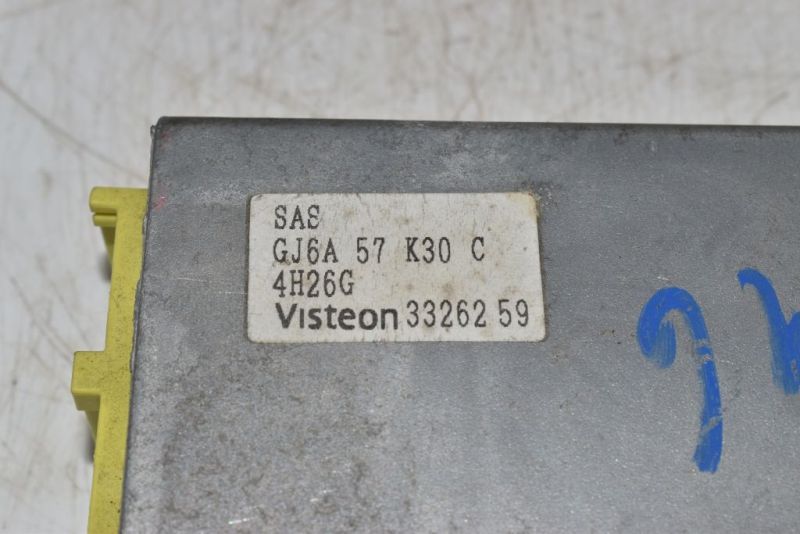 SAS
GJ6A 57 K30 C
4H26G
Visteon 33262 59